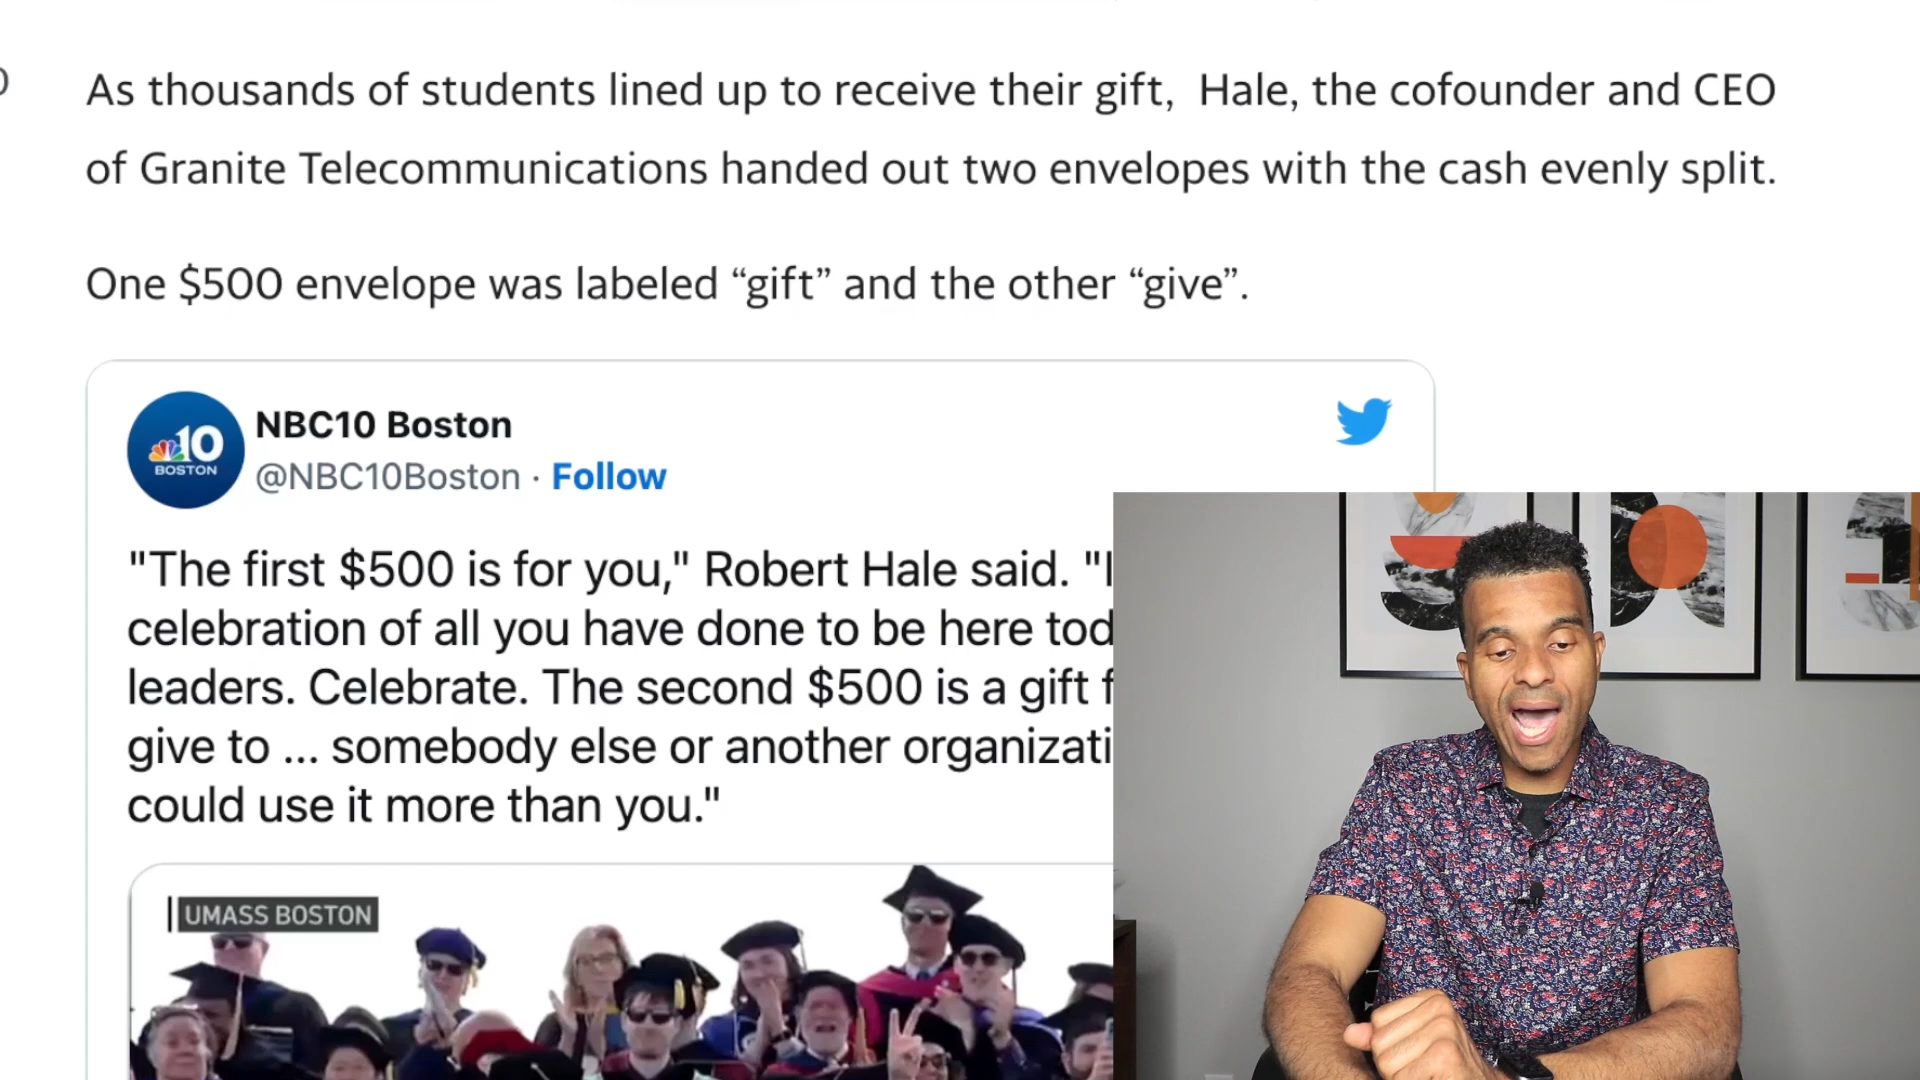 As thousands of students lined up to receive their gift, Hale, the cofounder and CEO
of Granite Telecommunications handed out two envelopes with the cash evenly split.
One $500 envelope was labeled “gift” and the other “give”.
10
BOSTON
NBC10 Boston
@NBC10Boston · Follow
"The first $500 is for you," Robert Hale said. "I
celebration of all you have done to be here tod
leaders. Celebrate. The second $500 is a gift f
give to ... somebody else or another organizati
could use it more than you."
UMASS BOSTON